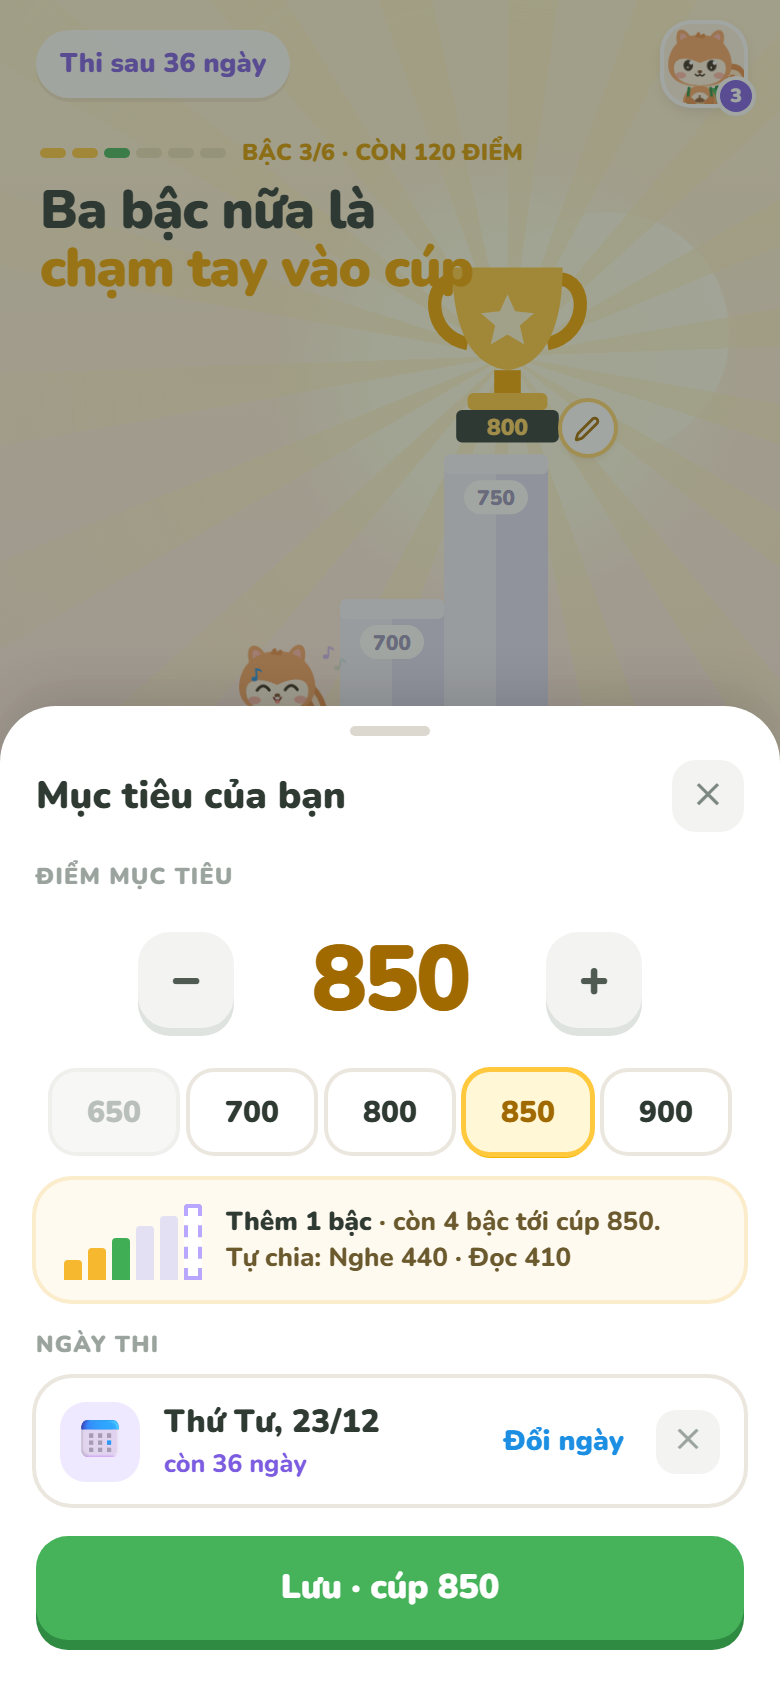 Thi sau 36 ngày
3
BẬC 3/6 · CÒN 120 ĐIỂM
Ba bậc nữa là
chạm tay vào cúp
800
750
700
Mục tiêu của bạn
ĐIỂM MỤC TIÊU
− 850 +
650 700 800 850 900
Thêm 1 bậc · còn 4 bậc tới cúp 850.
Tự chia: Nghe 440 · Đọc 410
NGÀY THI
Thứ Tư, 23/12
còn 36 ngày
Đổi ngày
Lưu · cúp 850